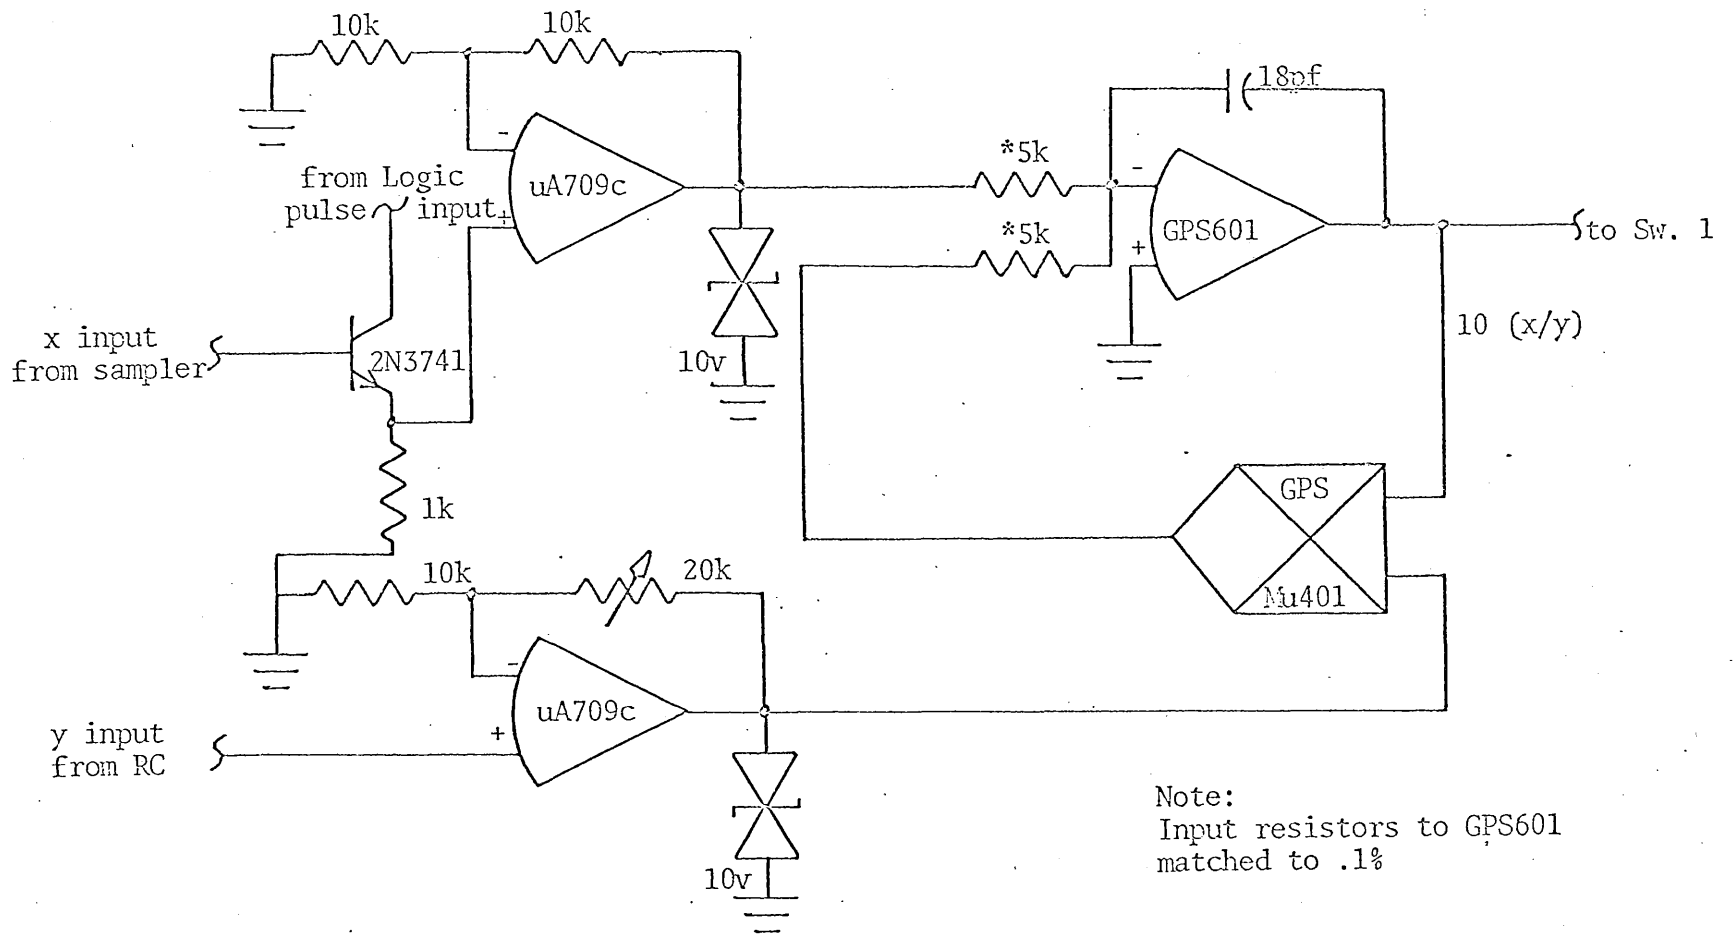 10k
10k
18pf
-
uA709c
+
from Logic
pulse input
*5k
*5k
-
GPS601
+
to Sw. 1
x input
from sampler
2N3741
10v
10 (x/y)
1k
GPS
Mu401
10k
20k
-
uA709c
+
y input
from RC
10v
Note:
Input resistors to GPS601
matched to .1%